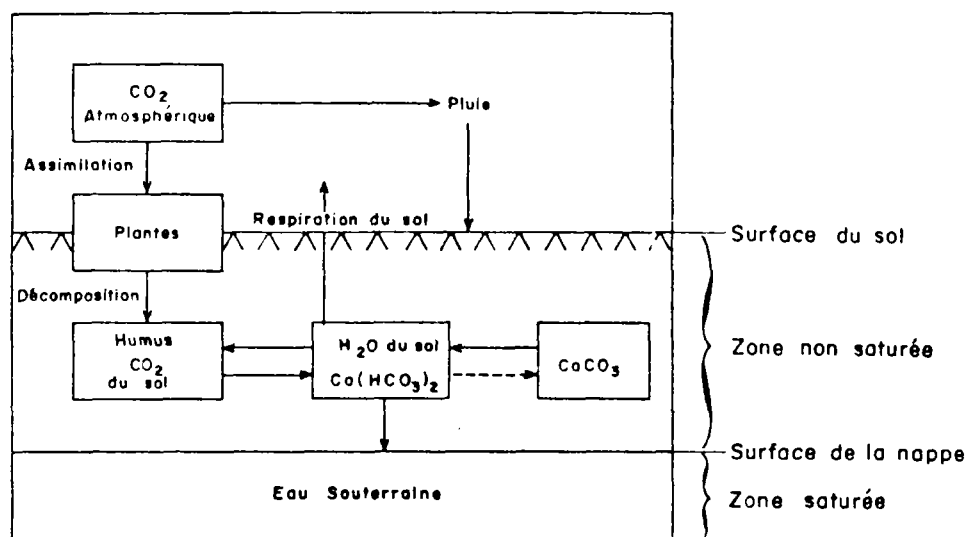 CO2
Atmosphérique
Pluie
Assimilation
Plantes
Respiration du sol
Surface du sol
Décomposition
Humus
CO2
du sol
H2O du sol
Ca(HCO3)2
CaCO3
Zone non saturée
Surface de la nappe
Eau Souterraine
Zone saturée